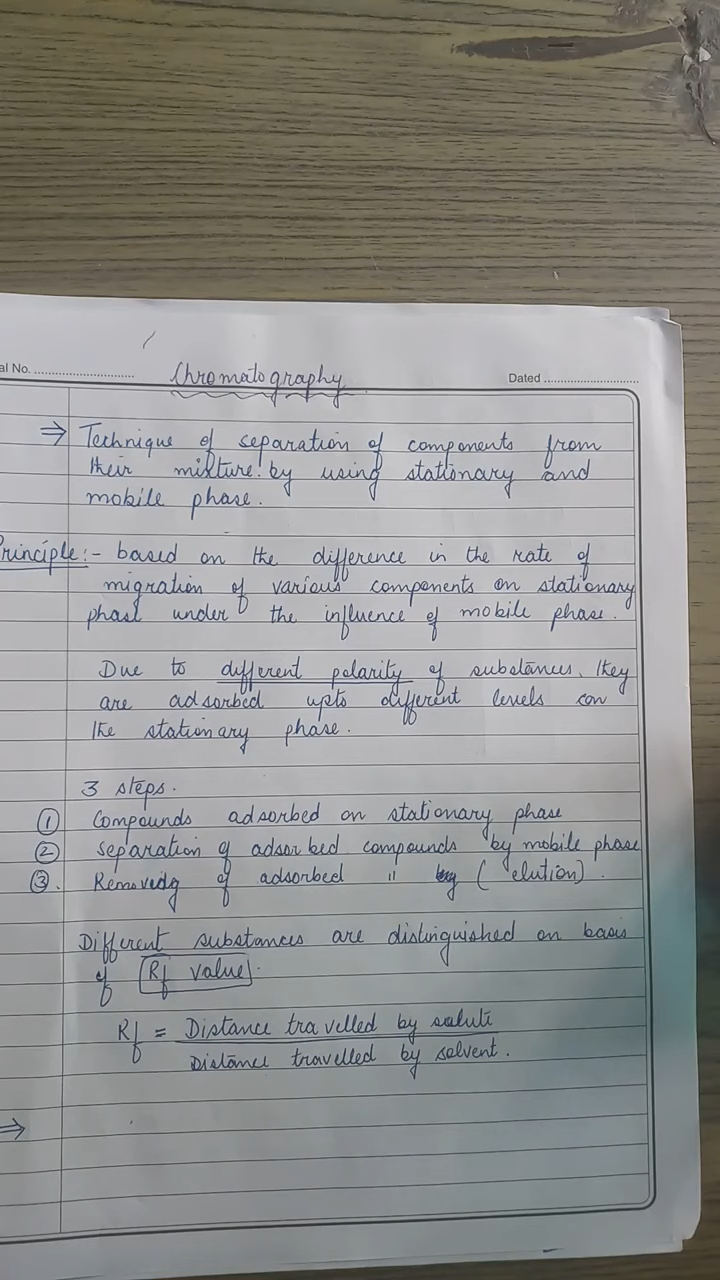 al No. ............................
Chromatography
Dated ............................
⇒ Technique of separation of components from
their mixture by using stationary and
mobile phase.
Principle:- based on the difference in the rate of
migration of various components on stationary
phase under the influence of mobile phase.
Due to different polarity of substances, they
are adsorbed upto different levels on
the stationary phase.
3 steps.
① Compounds adsorbed on stationary phase
② separation of adsorbed compounds by mobile phase
③. Removing of adsorbed " (elution).
Different substances are distinguished on basis
of Rf value.
Rf = Distance travelled by solute
Distance travelled by solvent.
⇒